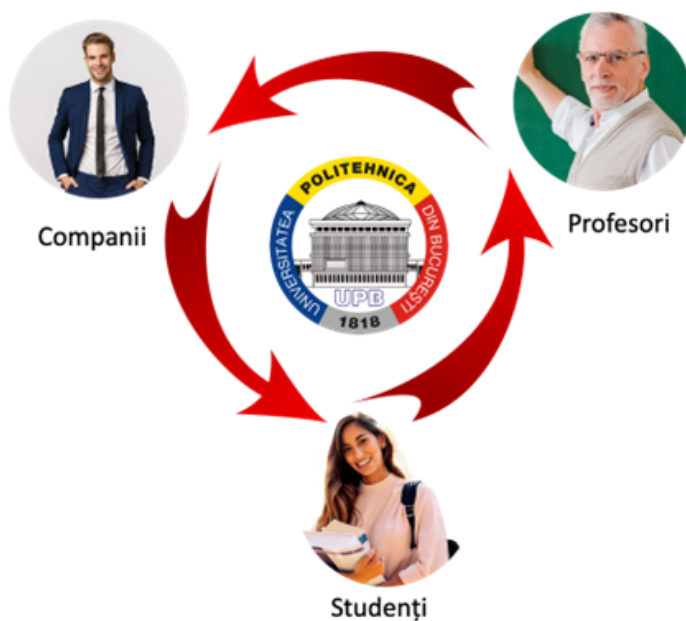 Companii
Profesori
UNIVERSITATEA
POLITEHNICA
DIN BUCUREȘTI
UPB
1818
Studenți